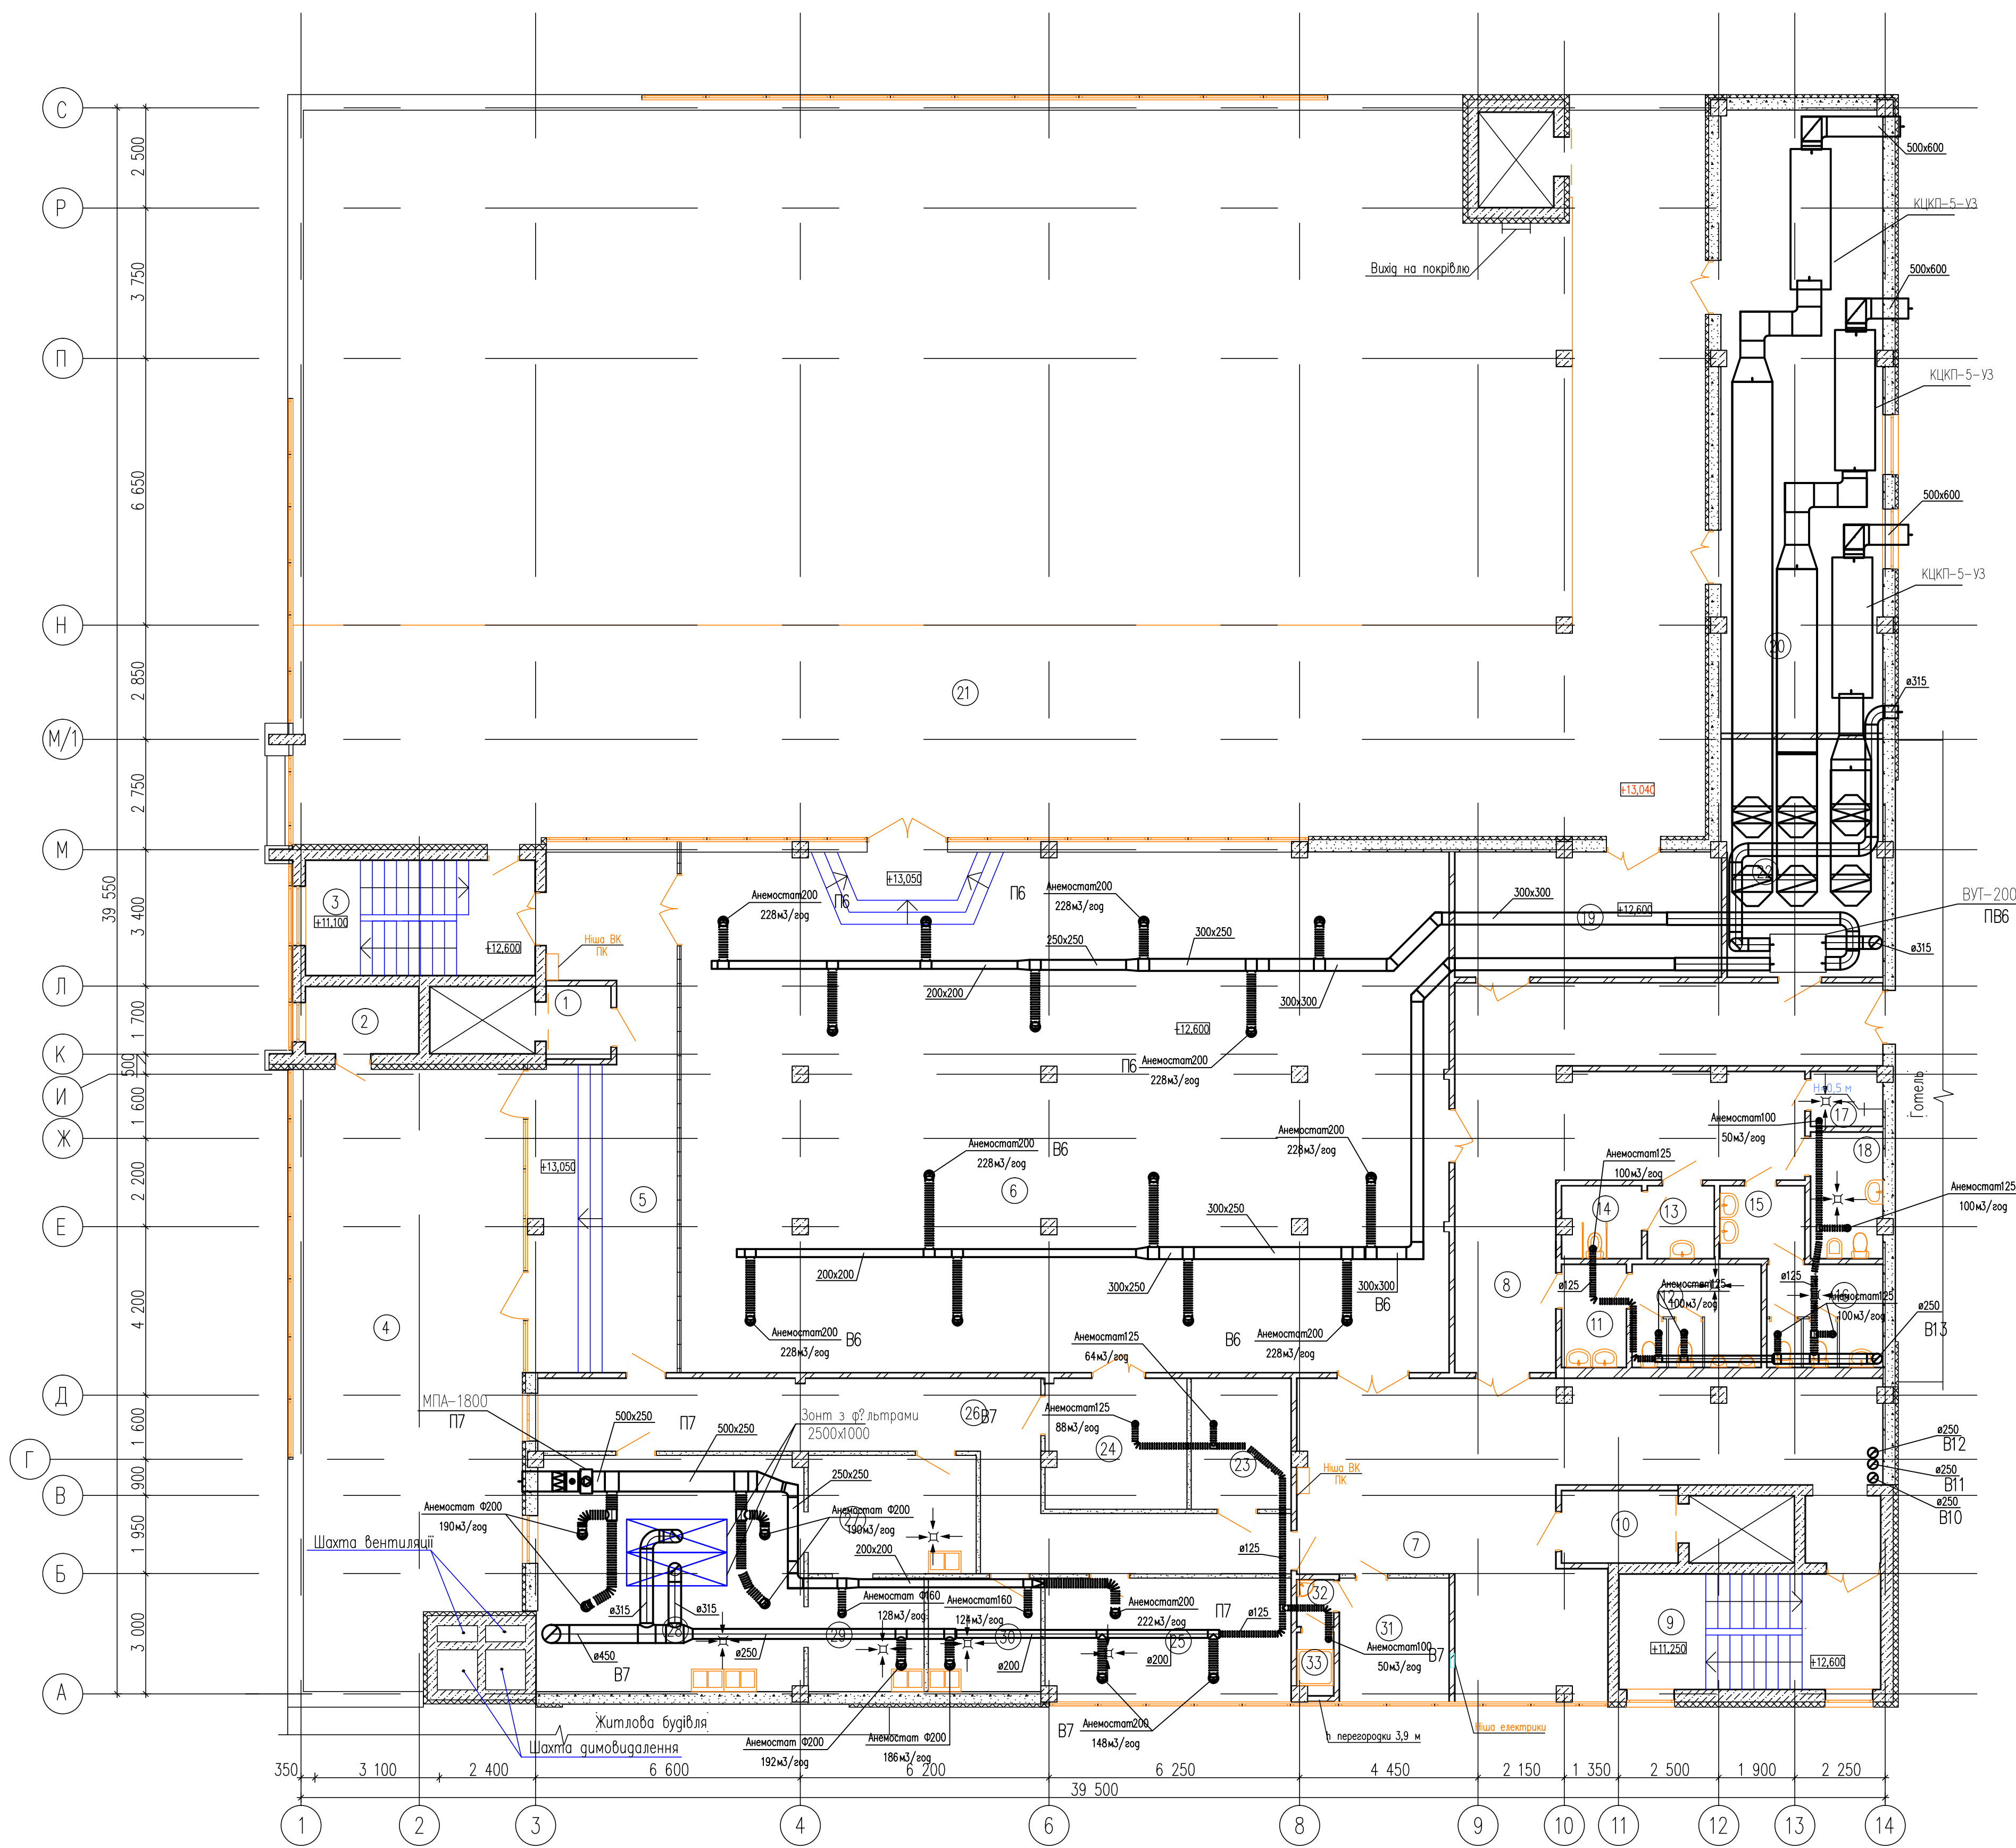 С
Р
П
Н
М/1
М
Л
К
И
Ж
Е
Д
Г
В
Б
А
2 500
3 750
6 650
2 850
2 750
3 400
1 700
500
1 600
2 200
4 200
1 600
900
1 950
3 000
39 550
500х600
КЦКП-5-У3
500х600
КЦКП-5-У3
500х600
КЦКП-5-У3
Вихід на покрівлю
20
21
ø315
+13,040
22
ВУТ-200
ПВ6
ø315
3
+11,100
+12,600
Ніша ВК
ПК
1
2
+13,050
Анемостат200
228м3/год
П6
П6
Анемостат200
228м3/год
200х200
250х250
300х250
300х300
300х300
19
+12,600
+12,600
П6
Анемостат200
228м3/год
Готель
Н=0,5 м
17
18
Анемостат100
50м3/год
Анемостат125
100м3/год
Анемостат125
100м3/год
14
13
15
+13,050
5
4
6
Анемостат200
228м3/год
В6
Анемостат200
228м3/год
200х200
300х250
300х250
300х300
В6
Анемостат200
228м3/год
В6
В6
Анемостат200
228м3/год
8
ø125
ø125
11
12
Анемостат125
100м3/год
16
Анемостат125
100м3/год
ø250
В13
Анемостат125
64м3/год
Анемостат125
88м3/год
МПА-1800
П7
500х250
П7
500х250
Зонт з ф?льтрами
2500х1000
26
В7
24
23
Ніша ВК
ПК
ø250
В12
ø250
В11
ø250
В10
250х250
Анемостат Ф200
190м3/год
Анемостат Ф200
190м3/год
27
200х200
Шахта вентиляції
ø315
ø315
28
ø450
В7
ø250
Анемостат Ф160
128м3/год
29
Анемостат160
124м3/год
30
ø200
Анемостат200
222м3/год
П7
25
ø200
ø125
ø125
7
10
32
31
33
Анемостат100
50м3/год
В7
9
+11,250
+12,600
Житлова будівля
Шахта димовидалення
Анемостат Ф200
192м3/год
Анемостат Ф200
186м3/год
В7
Анемостат200
148м3/год
h перегородки 3,9 м
Ніша електрики
350
3 100
2 400
6 600
6 200
6 250
4 450
2 150
1 350
2 500
1 900
2 250
39 500
1
2
3
4
6
8
9
10
11
12
13
14